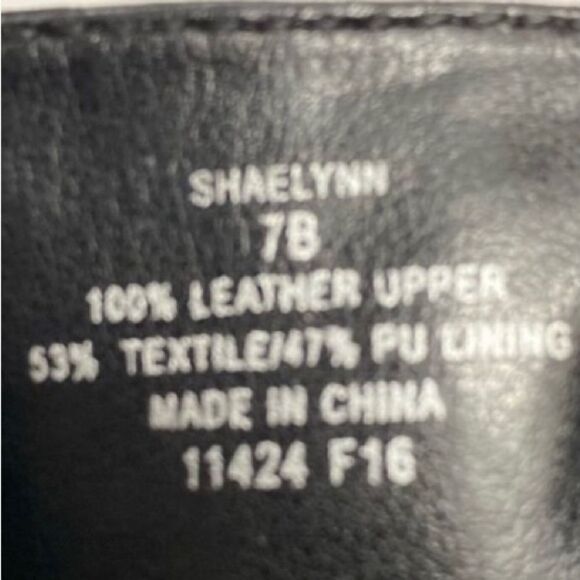 SHAELYNN
7B
100% LEATHER UPPER
53% TEXTILE/47% PU LINING
MADE IN CHINA
11424 F16